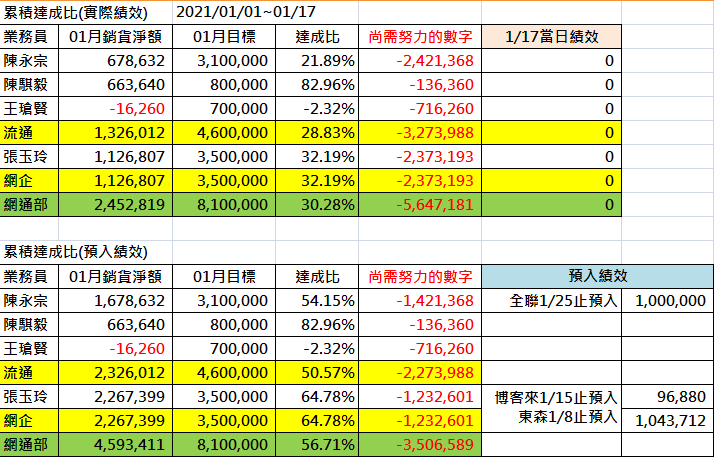 累積達成比(實際績效) 2021/01/01~01/17
業務員 01月銷貨淨額 01月目標 達成比 尚需努力的數字 1/17當日績效
陳永宗 678,632 3,100,000 21.89% -2,421,368 0
陳騏毅 663,640 800,000 82.96% -136,360 0
王瑲賢 -16,260 700,000 -2.32% -716,260 0
流通 1,326,012 4,600,000 28.83% -3,273,988 0
張玉玲 1,126,807 3,500,000 32.19% -2,373,193 0
網企 1,126,807 3,500,000 32.19% -2,373,193 0
網通部 2,452,819 8,100,000 30.28% -5,647,181 0
累積達成比(預入績效)
業務員 01月銷貨淨額 01月目標 達成比 尚需努力的數字 預入績效
陳永宗 1,678,632 3,100,000 54.15% -1,421,368 全聯1/25止預入 1,000,000
陳騏毅 663,640 800,000 82.96% -136,360
王瑲賢 -16,260 700,000 -2.32% -716,260
流通 2,326,012 4,600,000 50.57% -2,273,988
張玉玲 2,267,399 3,500,000 64.78% -1,232,601 博客來1/15止預入 96,880
網企 2,267,399 3,500,000 64.78% -1,232,601 東森1/8止預入 1,043,712
網通部 4,593,411 8,100,000 56.71% -3,506,589